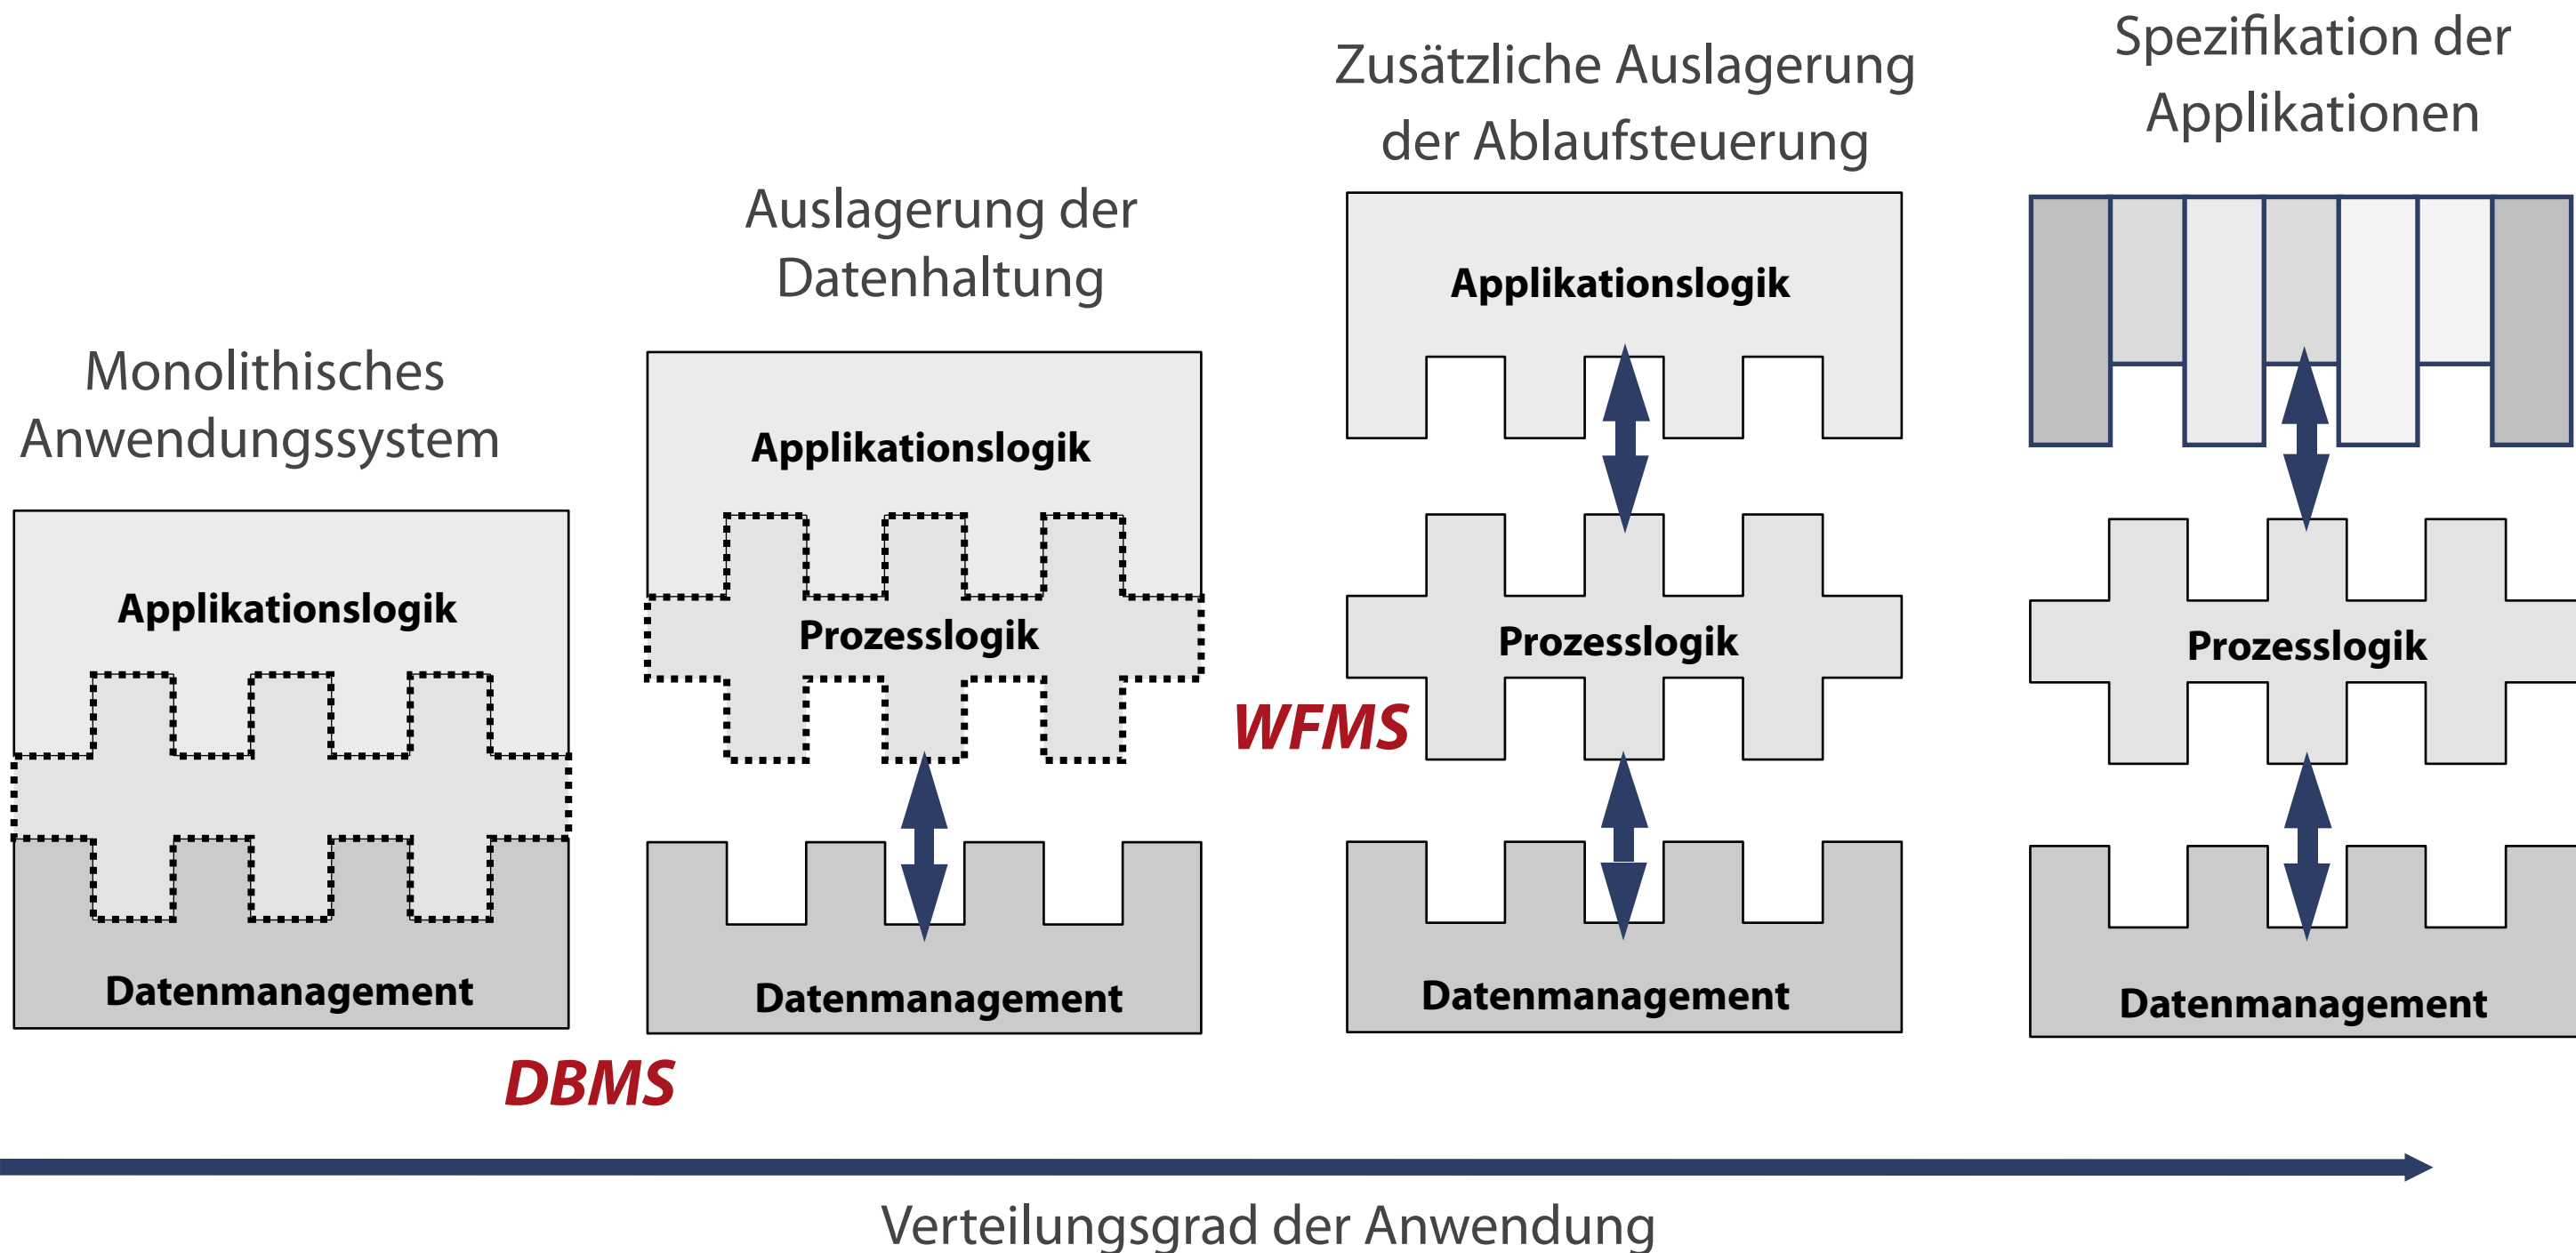 Monolithisches
Anwendungssystem
Applikationslogik
Datenmanagement
DBMS
Auslagerung der
Datenhaltung
Applikationslogik
Prozesslogik
Datenmanagement
WFMS
Zusätzliche Auslagerung
der Ablaufsteuerung
Applikationslogik
Prozesslogik
Datenmanagement
Spezifikation der
Applikationen
Prozesslogik
Datenmanagement
Verteilungsgrad der Anwendung